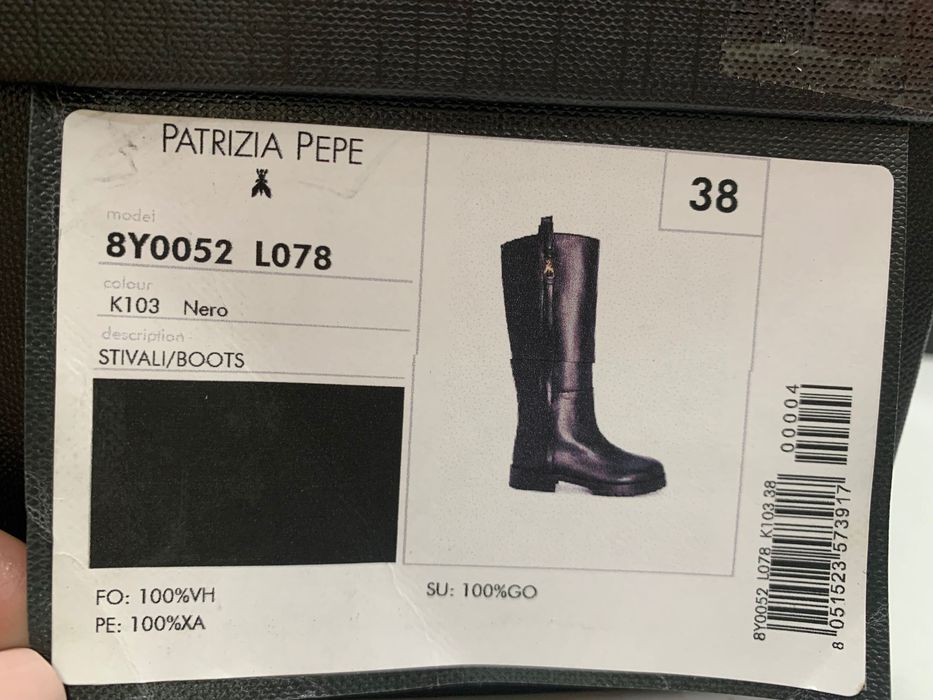 PATRIZIA PEPE
model
8Y0052 L078
colour
K103 Nero
description
STIVALI/BOOTS
FO: 100%VH
PE: 100%XA
38
SU: 100%GO
00004
8Y0052 L078 K103 38
8 051523 573917